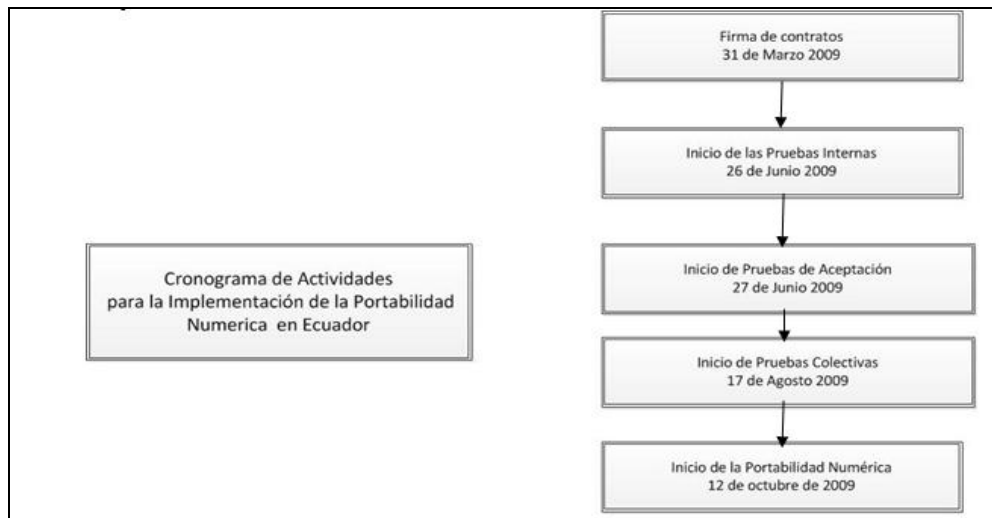 Cronograma de Actividades
para la Implementación de la Portabilidad
Numerica en Ecuador
Firma de contratos
31 de Marzo 2009
Inicio de las Pruebas Internas
26 de Junio 2009
Inicio de Pruebas de Aceptación
27 de Junio 2009
Inicio de Pruebas Colectivas
17 de Agosto 2009
Inicio de la Portabilidad Numérica
12 de octubre de 2009